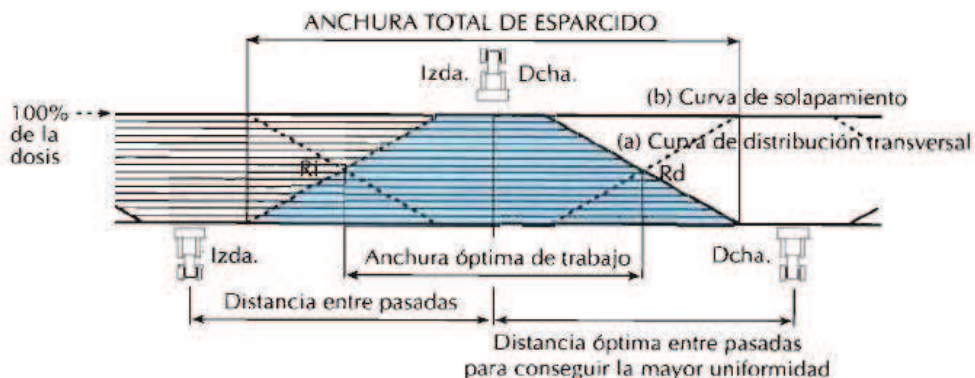 ANCHURA TOTAL DE ESPARCIDO
Izda.
Dcha.
100%
de la
dosis
(b) Curva de solapamiento
(a) Curva de distribución transversal
Ri
Rd
Izda.
Anchura óptima de trabajo
Dcha.
Distancia entre pasadas
Distancia óptima entre pasadas
para conseguir la mayor uniformidad